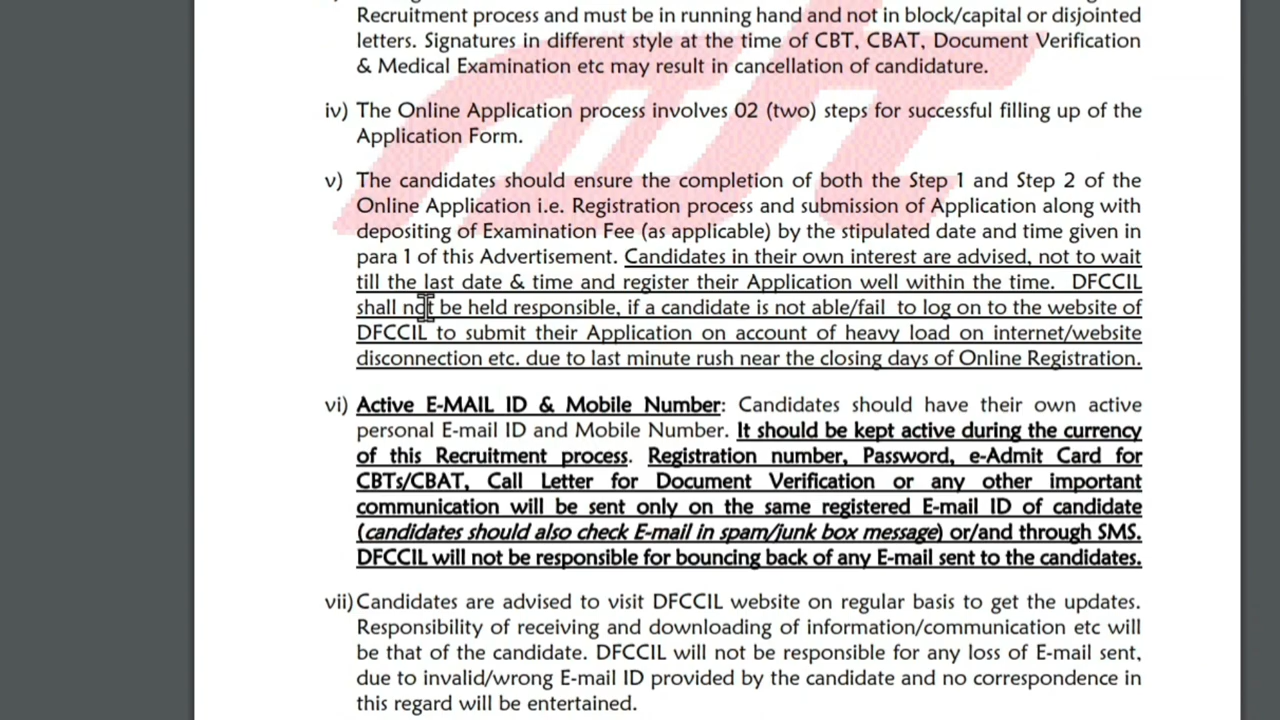 Recruitment process and must be in running hand and not in block/capital or disjointed
letters. Signatures in different style at the time of CBT, CBAT, Document Verification
& Medical Examination etc may result in cancellation of candidature.
iv) The Online Application process involves 02 (two) steps for successful filling up of the
Application Form.
v) The candidates should ensure the completion of both the Step 1 and Step 2 of the
Online Application i.e. Registration process and submission of Application along with
depositing of Examination Fee (as applicable) by the stipulated date and time given in
para 1 of this Advertisement. Candidates in their own interest are advised, not to wait
till the last date & time and register their Application well within the time. DFCCIL
shall not be held responsible, if a candidate is not able/fail to log on to the website of
DFCCIL to submit their Application on account of heavy load on internet/website
disconnection etc. due to last minute rush near the closing days of Online Registration.
vi) Active E-MAIL ID & Mobile Number: Candidates should have their own active
personal E-mail ID and Mobile Number. It should be kept active during the currency
of this Recruitment process. Registration number, Password, e-Admit Card for
CBTs/CBAT, Call Letter for Document Verification or any other important
communication will be sent only on the same registered E-mail ID of candidate
(candidates should also check E-mail in spam/junk box message) or/and through SMS.
DFCCIL will not be responsible for bouncing back of any E-mail sent to the candidates.
vii) Candidates are advised to visit DFCCIL website on regular basis to get the updates.
Responsibility of receiving and downloading of information/communication etc will
be that of the candidate. DFCCIL will not be responsible for any loss of E-mail sent,
due to invalid/wrong E-mail ID provided by the candidate and no correspondence in
this regard will be entertained.